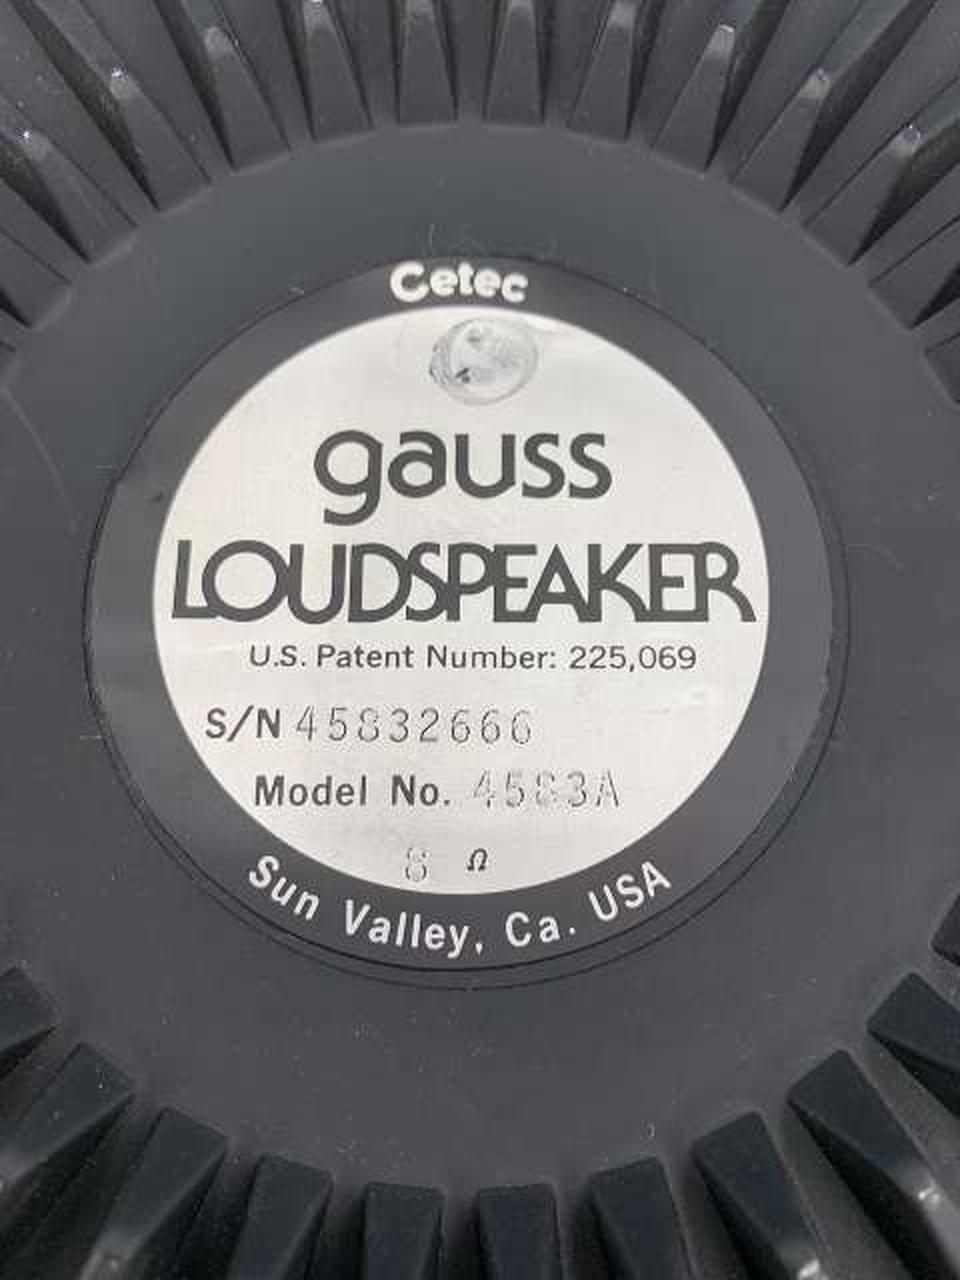 Cetec
gauss
LOUDSPEAKER
U.S. Patent Number: 225,069
S/N 45832666
Model No. 4583A
8 Ω
Sun Valley, Ca. USA